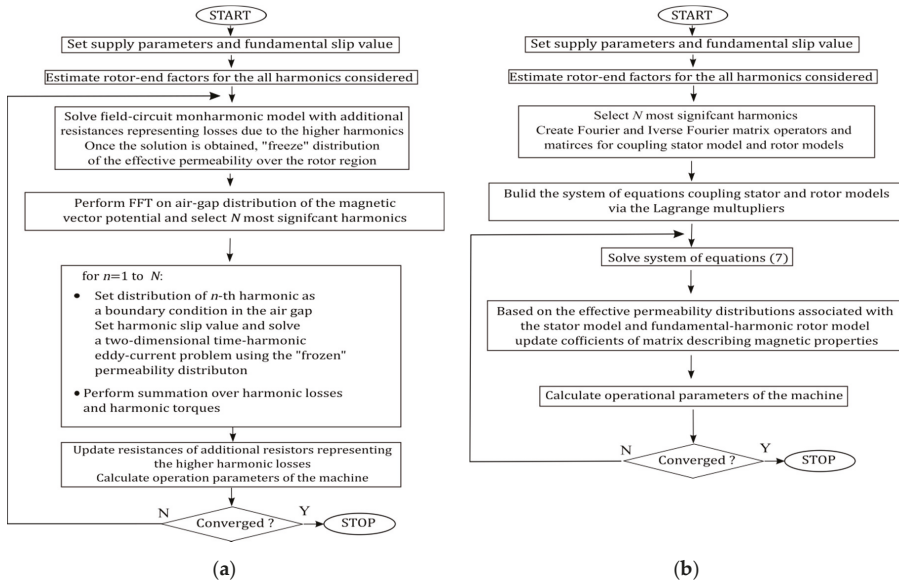 START
Set supply parameters and fundamental slip value
Estimate rotor-end factors for the all harmonics considered
Solve field-circuit monharmonic model with additional
resistances representing losses due to the higher harmonics
Once the solution is obtained, "freeze" distribution
of the effective permeability over the rotor region
Perform FFT on air-gap distribution of the magnetic
vector potential and select N most signifcant harmonics
for n=1 to N:
• Set distribution of n-th harmonic as
a boundary condition in the air gap
Set harmonic slip value and solve
a two-dimensional time-harmonic
eddy-current problem using the "frozen"
permeability distributon
• Perform summation over harmonic losses
and harmonic torques
Update resistances of additional resistors representing
the higher harmonic losses
Calculate operation parameters of the machine
N
Converged ?
Y
STOP
(a)
START
Set supply parameters and fundamental slip value
Estimate rotor-end factors for the all harmonics considered
Select N most signifcant harmonics
Create Fourier and Iverse Fourier matrix operators and
matirces for coupling stator model and rotor models
Bulid the system of equations coupling stator and rotor models
via the Lagrange multupliers
Solve system of equations (7)
Based on the effective permeability distributions associated with
the stator model and fundamental-harmonic rotor model
update cofficients of matrix describing magnetic properties
Calculate operational parameters of the machine
N
Converged ?
Y
STOP
(b)